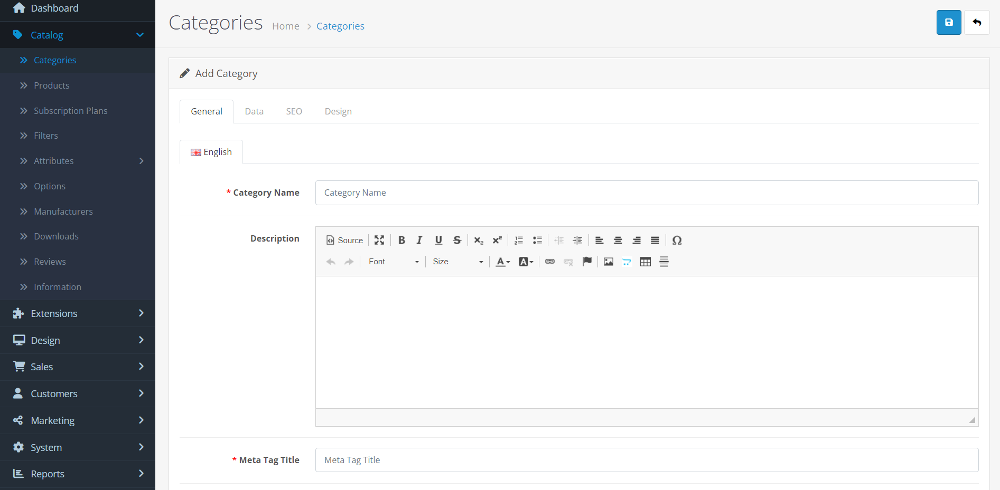 Dashboard
Catalog
Categories
Products
Subscription Plans
Filters
Attributes
Options
Manufacturers
Downloads
Reviews
Information
Extensions
Design
Sales
Customers
Marketing
System
Reports
Categories Home Categories
Add Category
General Data SEO Design
English
* Category Name Category Name
Description
Source
Font Size
* Meta Tag Title Meta Tag Title